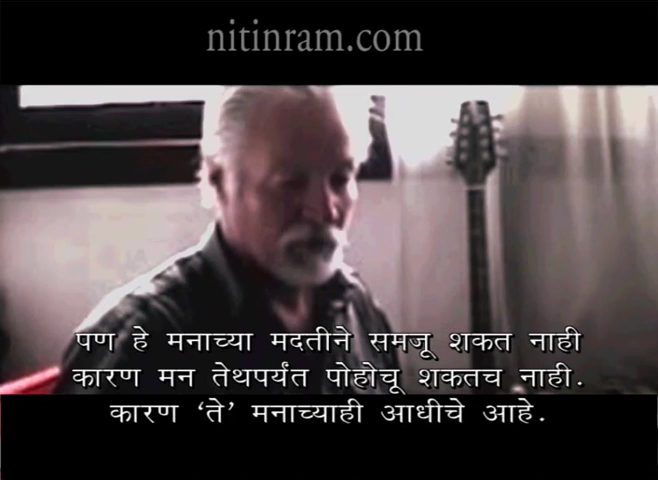 nitinram.com
पण हे मनाच्या मदतीने समजू शकत नाही
कारण मन तेथपर्यंत पोहोचू शकतच नाही.
कारण ‘ते’ मनाच्याही आधीचे आहे.